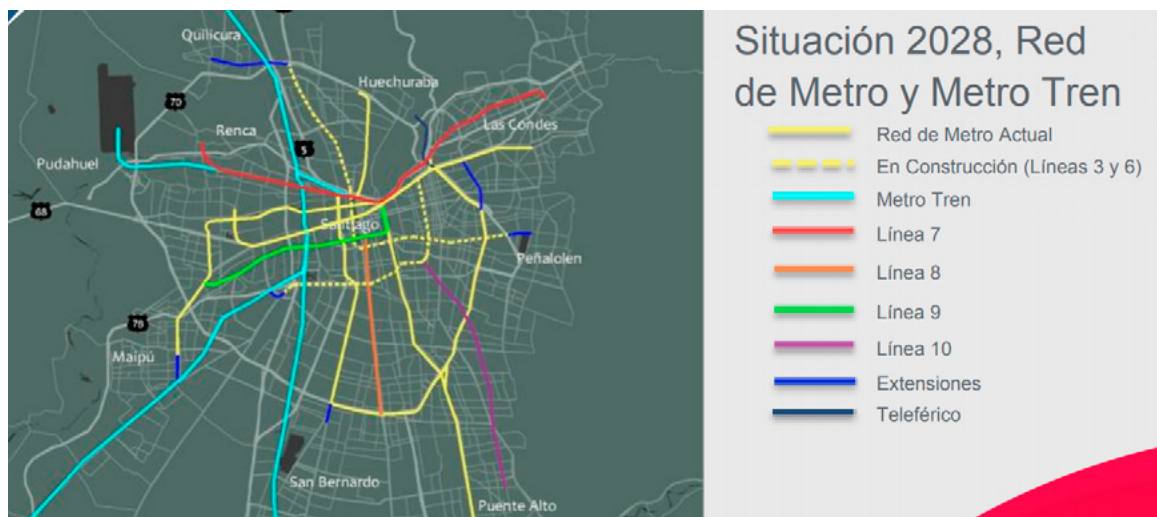 Situación 2028, Red
de Metro y Metro Tren
Red de Metro Actual
En Construcción (Líneas 3 y 6)
Metro Tren
Línea 7
Línea 8
Línea 9
Línea 10
Extensiones
Teleférico
Quilicura
Huechuraba
70
Renca
Las Condes
5
Pudahuel
68
Santiago
Peñalolen
78
Maipú
San Bernardo
Puente Alto